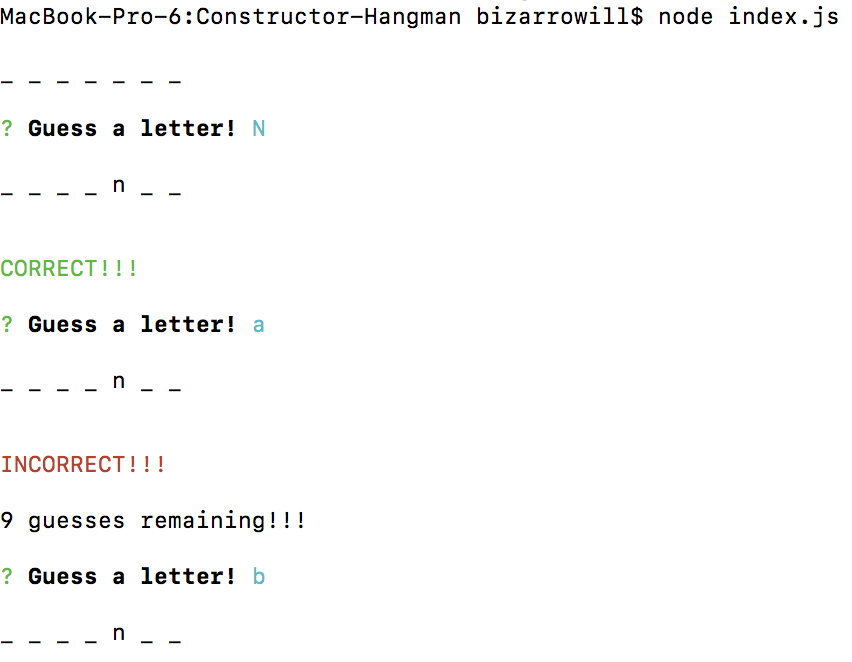 MacBook-Pro-6:Constructor-Hangman bizarrowill$ node index.js
_ _ _ _ _ _ _
? Guess a letter! N
_ _ _ _ n _ _
CORRECT!!!
? Guess a letter! a
_ _ _ _ n _ _
INCORRECT!!!
9 guesses remaining!!!
? Guess a letter! b
_ _ _ _ n _ _